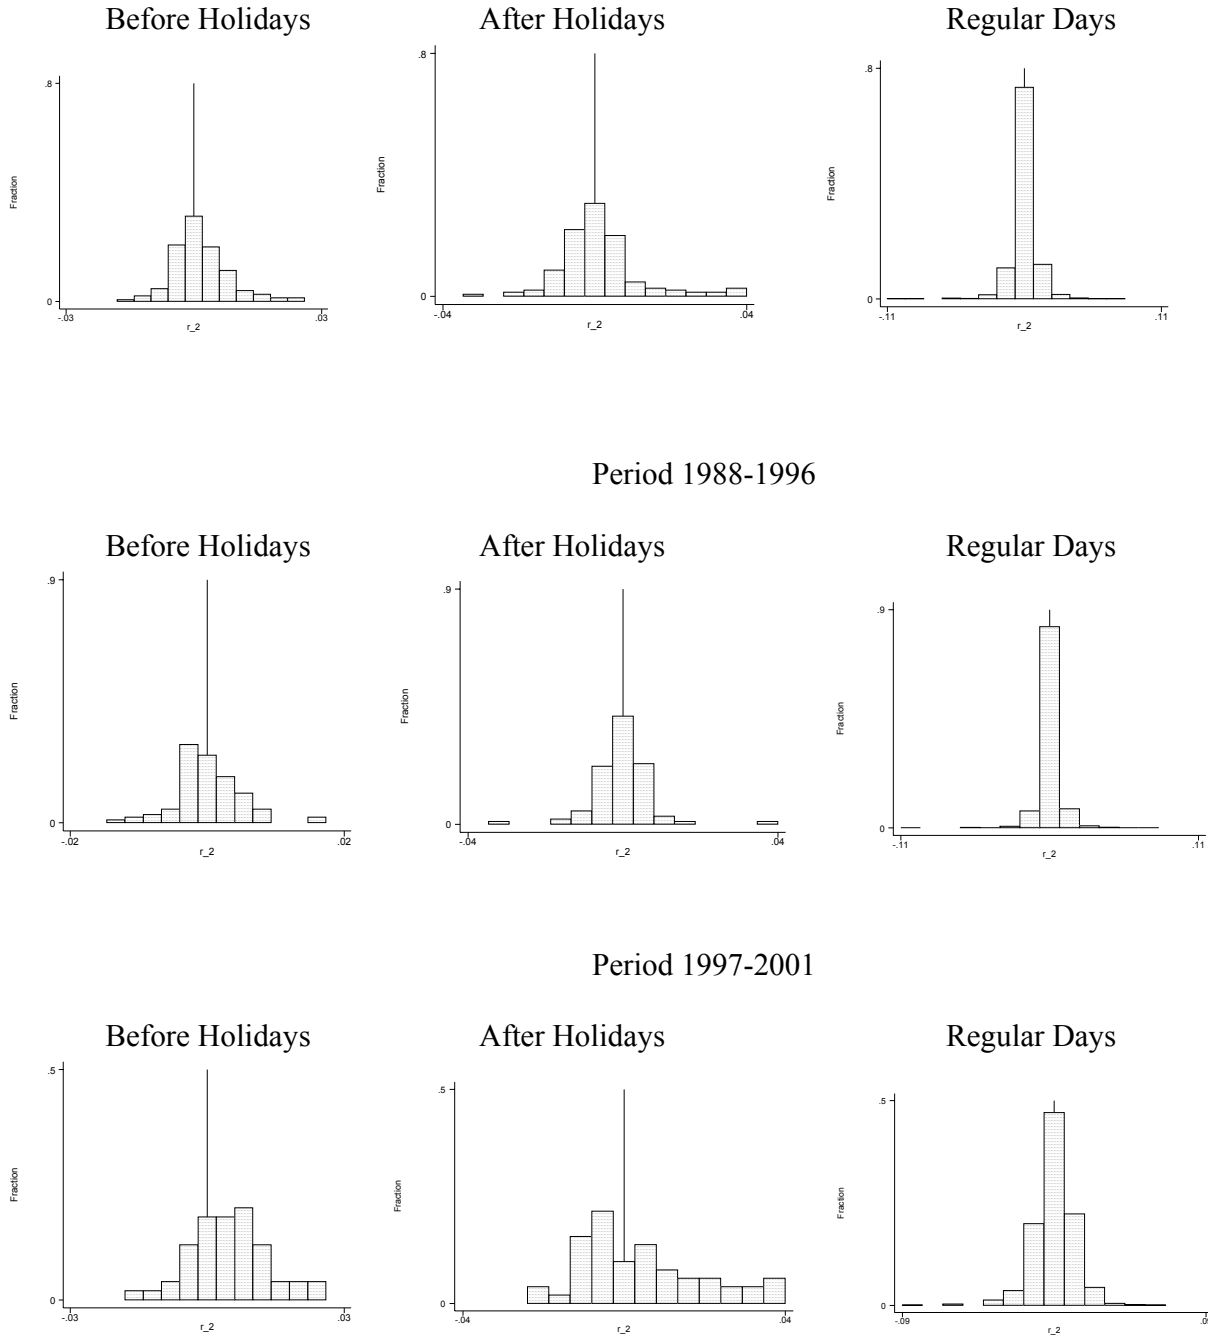 Before Holidays
After Holidays
Regular Days
.8
Fraction
0
-.03
.03
r_2
.8
Fraction
0
-.04
.04
r_2
.8
Fraction
0
-.11
.11
r_2
Period 1988-1996
Before Holidays
After Holidays
Regular Days
.9
Fraction
0
-.02
.02
r_2
.9
Fraction
0
-.04
.04
r_2
.9
Fraction
0
-.11
.11
r_2
Period 1997-2001
Before Holidays
After Holidays
Regular Days
.5
Fraction
0
-.03
.03
r_2
.5
Fraction
0
-.04
.04
r_2
.5
Fraction
0
-.09
r_2